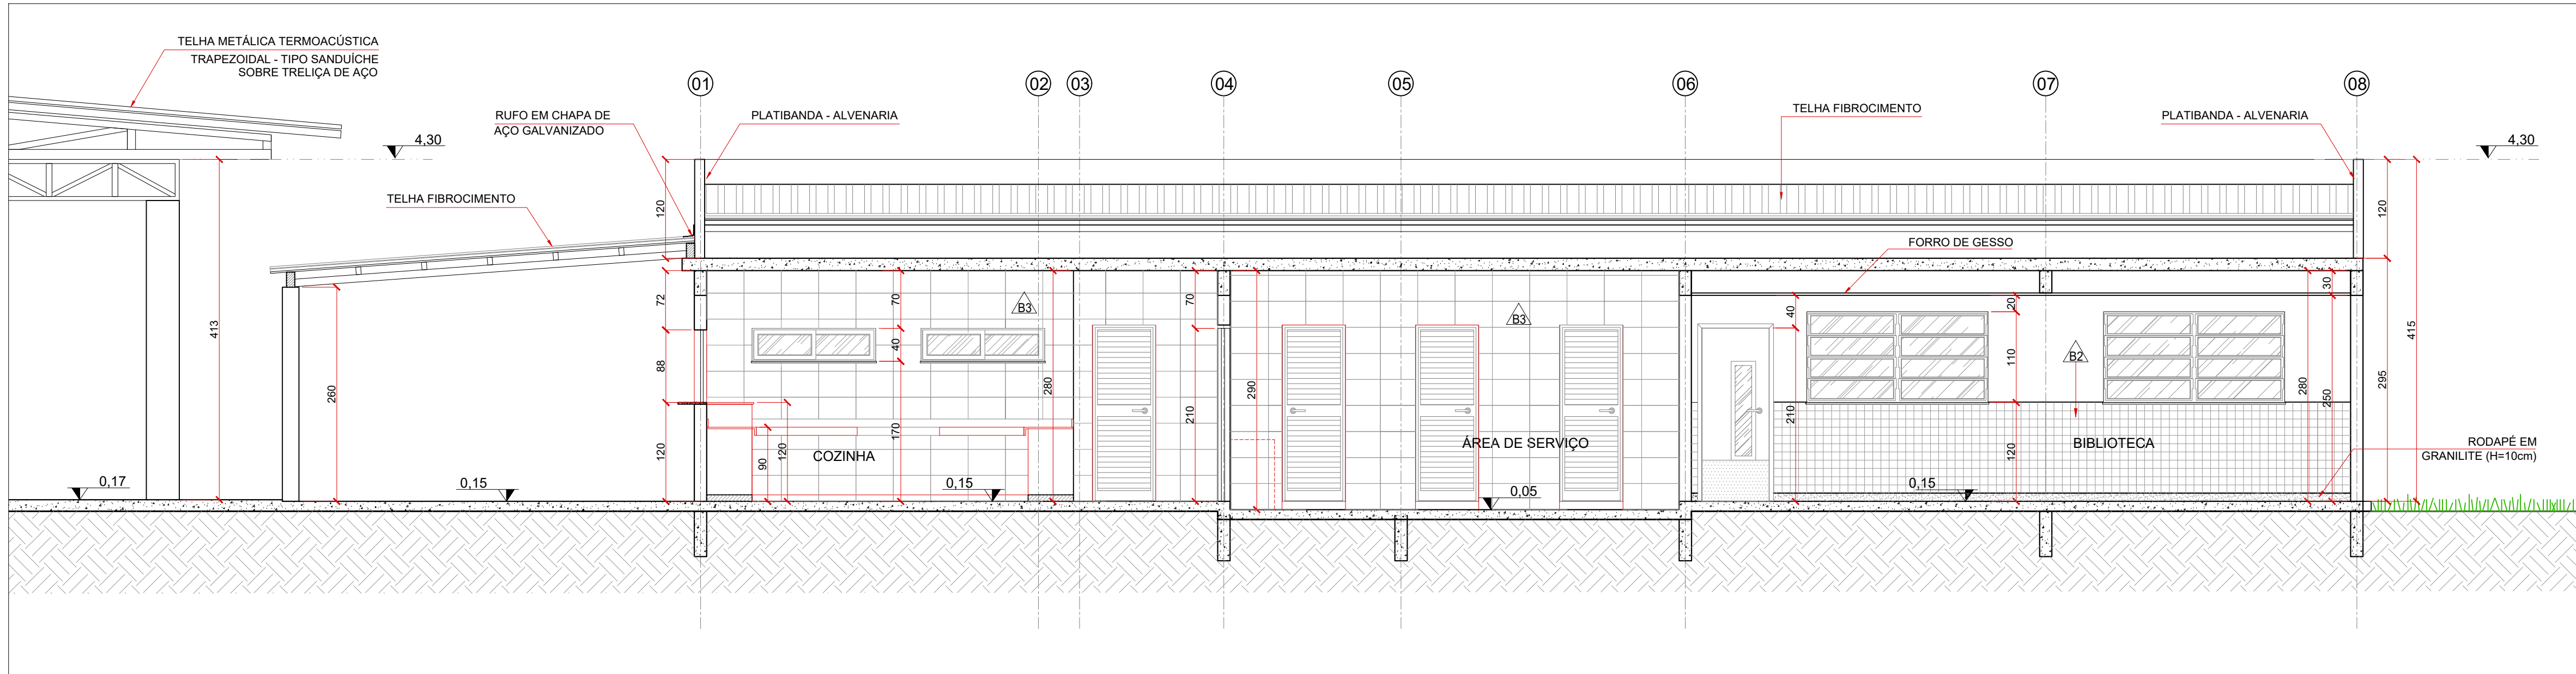 TELHA METÁLICA TERMOACÚSTICA
TRAPEZOIDAL - TIPO SANDUÍCHE
SOBRE TRELIÇA DE AÇO
01
02
03
04
05
06
07
08
RUFO EM CHAPA DE
AÇO GALVANIZADO
PLATIBANDA - ALVENARIA
TELHA FIBROCIMENTO
PLATIBANDA - ALVENARIA
4,30
4,30
TELHA FIBROCIMENTO
120
120
FORRO DE GESSO
413
260
72
88
120
70
40
170
B3
280
70
210
90
120
COZINHA
290
B3
ÁREA DE SERVIÇO
40
210
20
110
120
B2
BIBLIOTECA
280
30
250
295
415
RODAPÉ EM
GRANILITE (H=10cm)
0,17
0,15
0,15
0,05
0,15